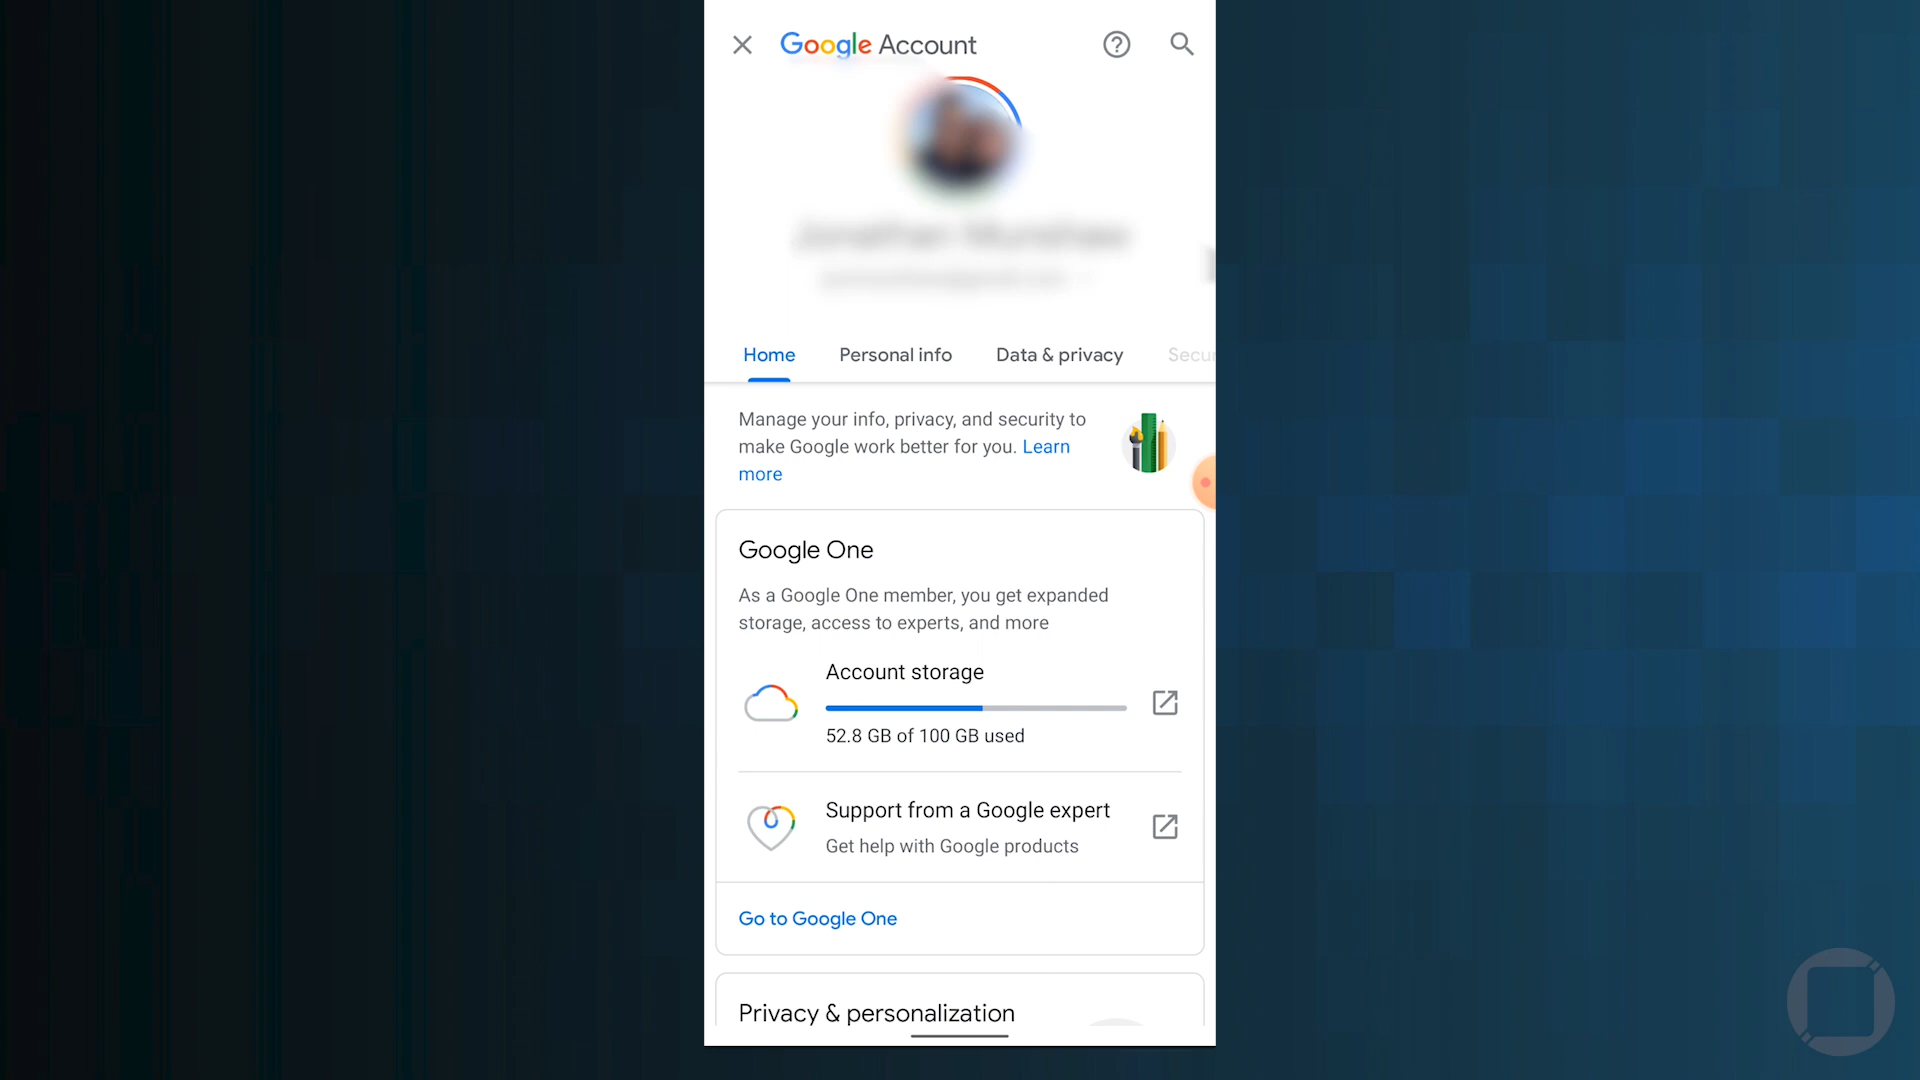 Google Account
Home Personal info Data & privacy Secur
Manage your info, privacy, and security to
make Google work better for you. Learn
more
Google One
As a Google One member, you get expanded
storage, access to experts, and more
Account storage
52.8 GB of 100 GB used
Support from a Google expert
Get help with Google products
Go to Google One
Privacy & personalization